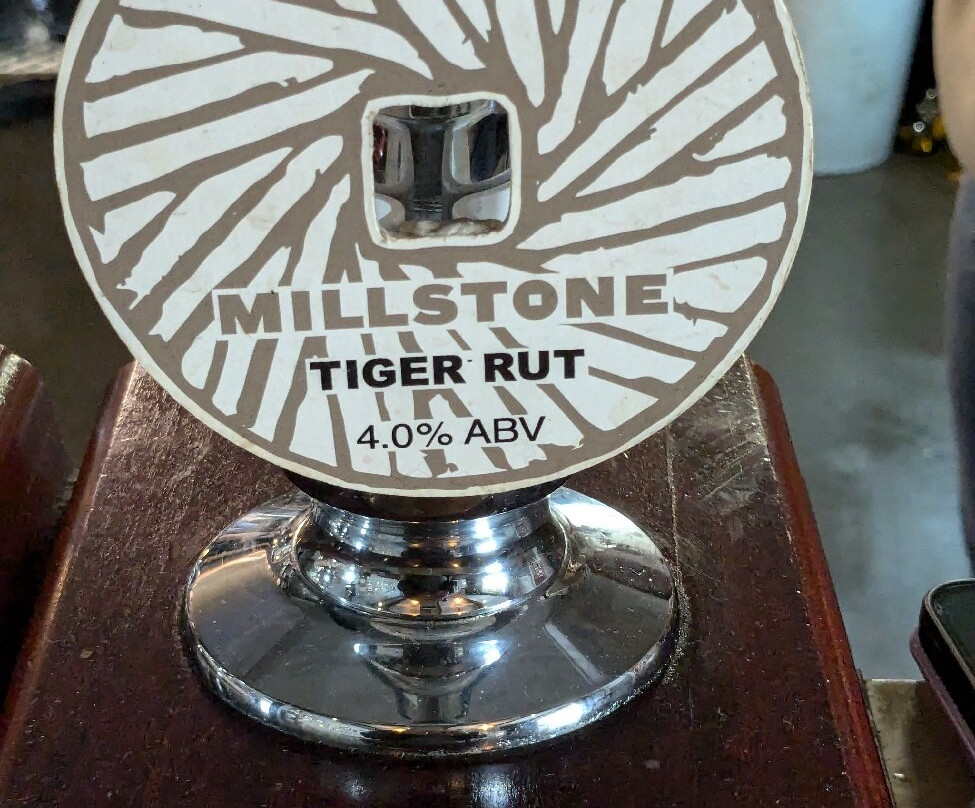 MILLSTONE
TIGER RUT
4.0% ABV